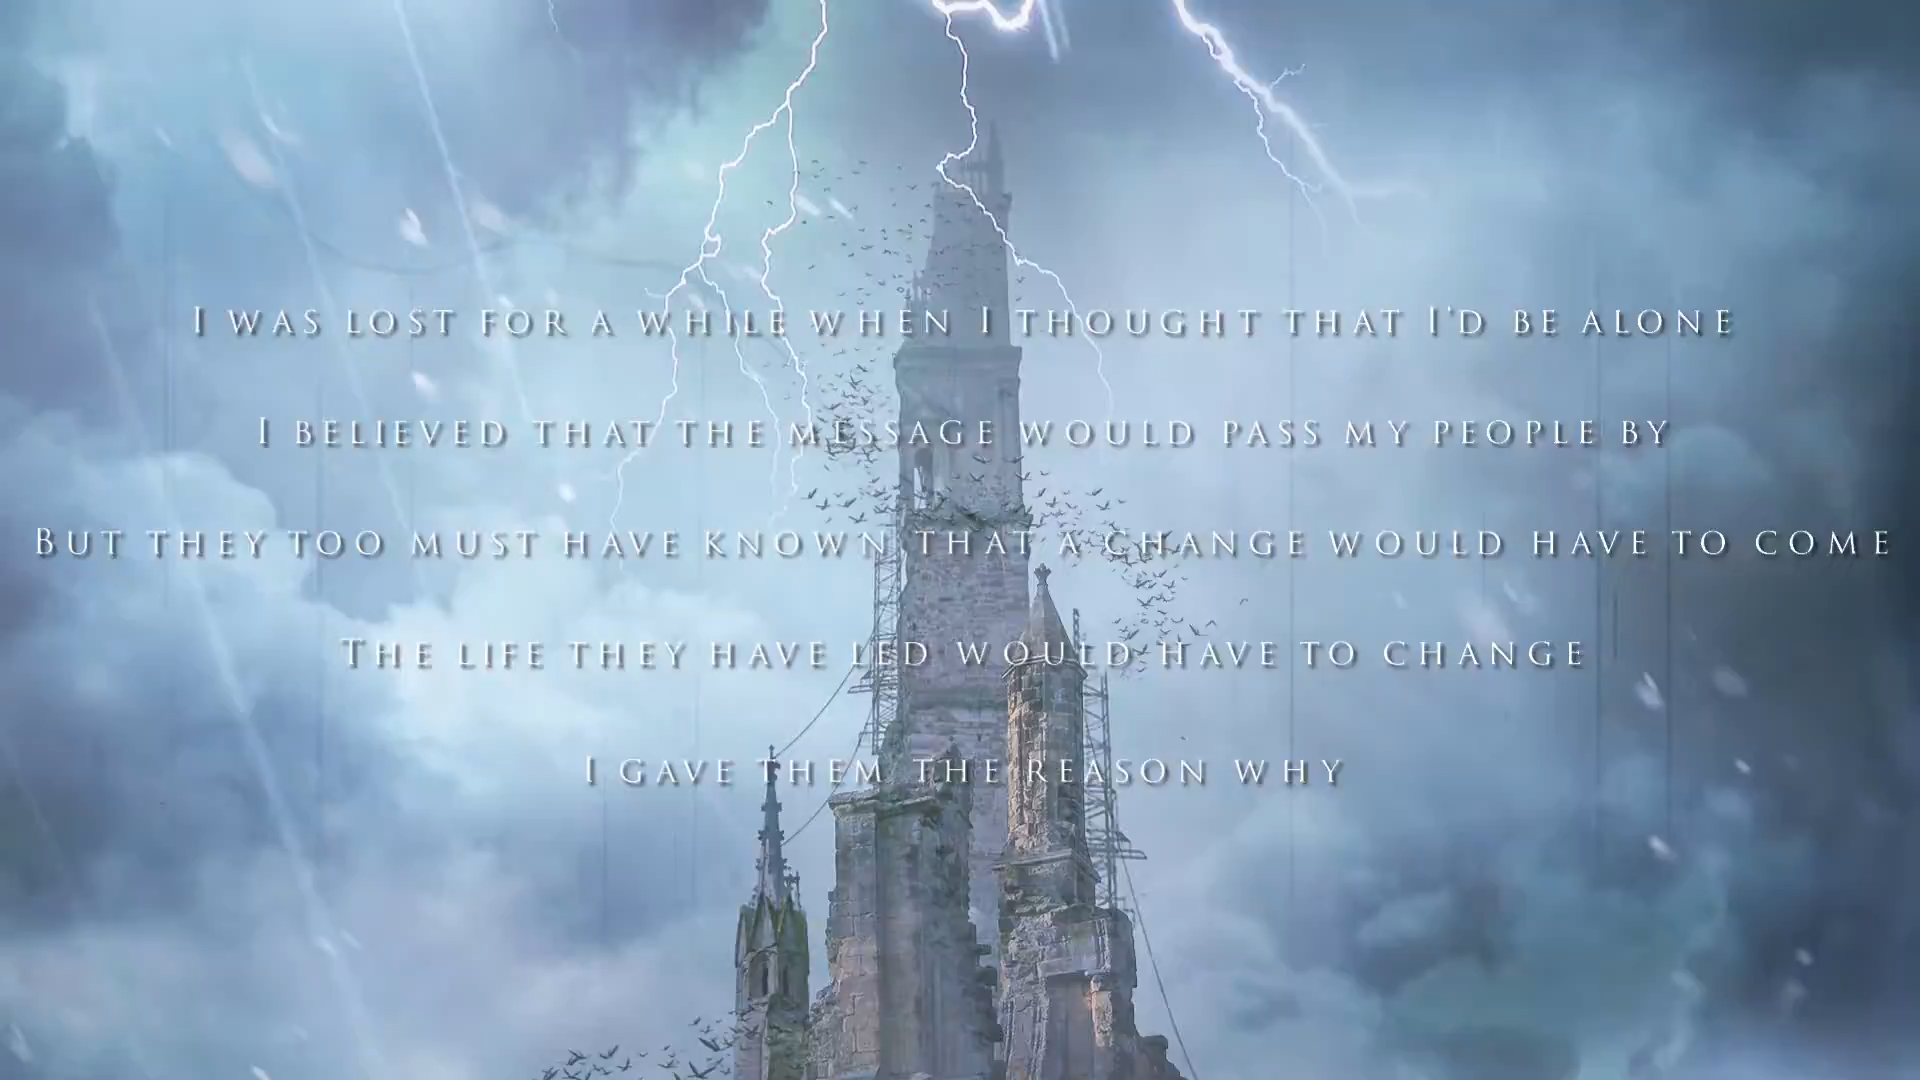 I was lost for a while when I thought that I'd be alone
I believed that the message would pass my people by
But they too must have known that a change would have to come
The life they have led would have to change
I gave them the reason why